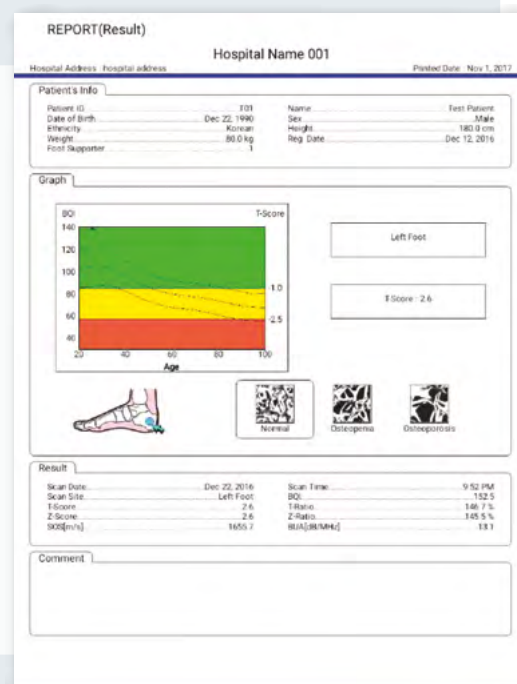 REPORT(Result)
Hospital Name 001
Hospital Address : hospital address
Printed Date : Nov 1, 2017
Patient's Info
Patient ID T01 Name Test Patient
Date of Birth Dec 22, 1990 Sex Male
Ethnicity Korean Height 180.0 cm
Weight 80.0 kg Reg. Date Dec 12, 2016
Foot Supporter 1
Graph
BQI T-Score
140
120
100
80
60
40
-1.0
-2.5
20 40 60 80 100
Age
Left Foot
T-Score : 2.6
Normal Osteopenia Osteoporosis
Result
Scan Date Dec 22, 2016 Scan Time 9:52 PM
Scan Site Left Foot BQI 152.5
T-Score 2.6 T-Ratio 146.7 %
Z-Score 2.6 Z-Ratio 145.5 %
SOS[m/s] 1655.7 BUA[dB/MHz] 13.1
Comment